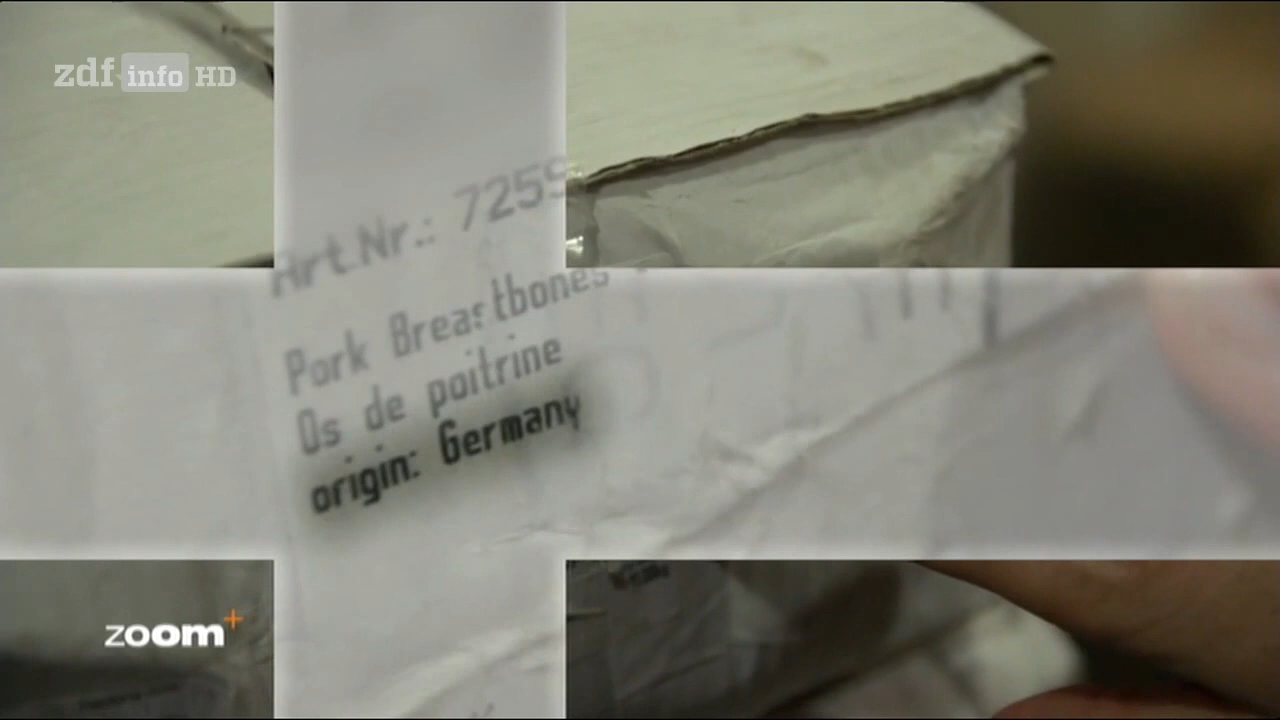 zdf info HD
Art.Nr.: 7259
Pork Breastbones -
Os de poitrine
origin: Germany
zoom+